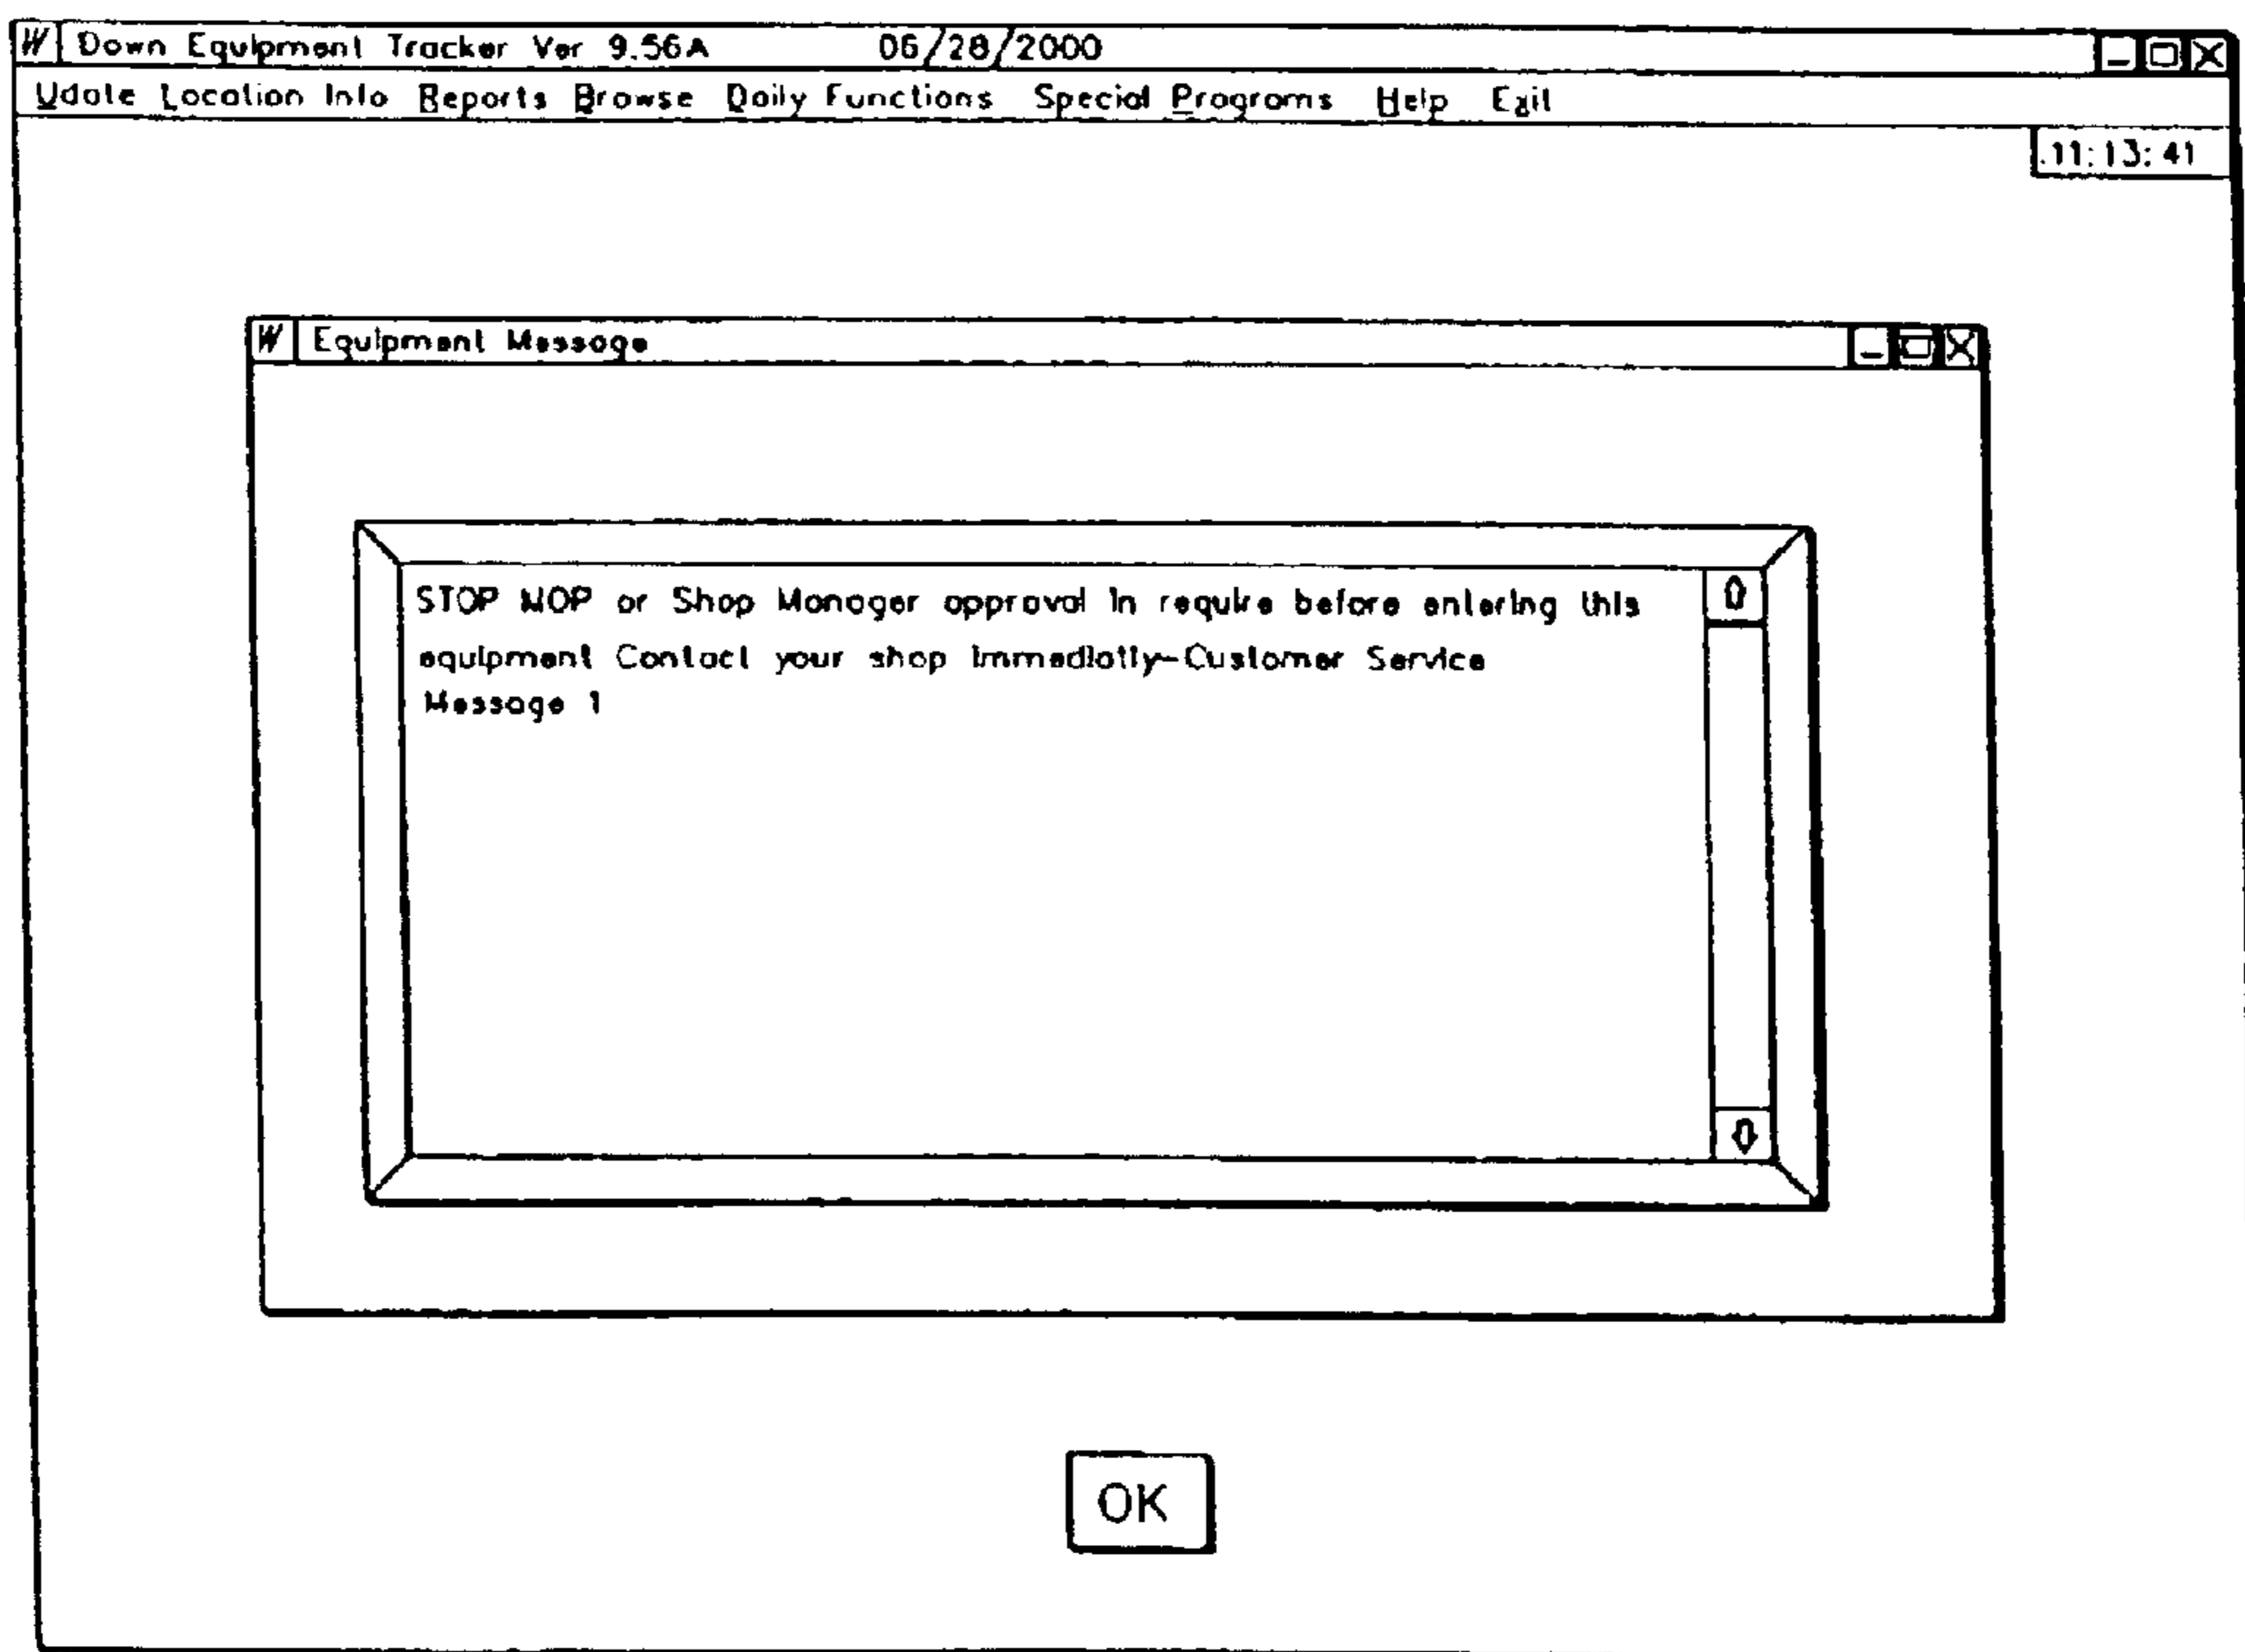 W Down Equipment Tracker Ver 9.56A 06/28/2000
Udate Location Info Reports Browse Daily Functions Special Programs Help Exit
11:13:41
W Equipment Message
STOP MOP or Shop Manager approval in require before entering this
equipment Contact your shop immediatly-Customer Service
Message 1
OK